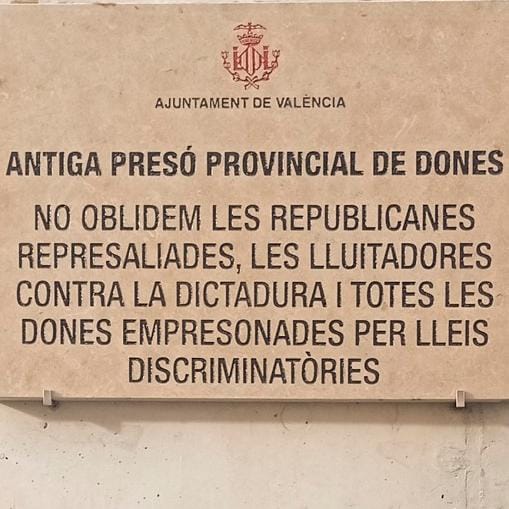 AJUNTAMENT DE VALÈNCIA
ANTIGA PRESÓ PROVINCIAL DE DONES
NO OBLIDEM LES REPUBLICANES
REPRESALIADES, LES LLUITADORES
CONTRA LA DICTADURA I TOTES LES
DONES EMPRESONADES PER LLEIS
DISCRIMINATÒRIES